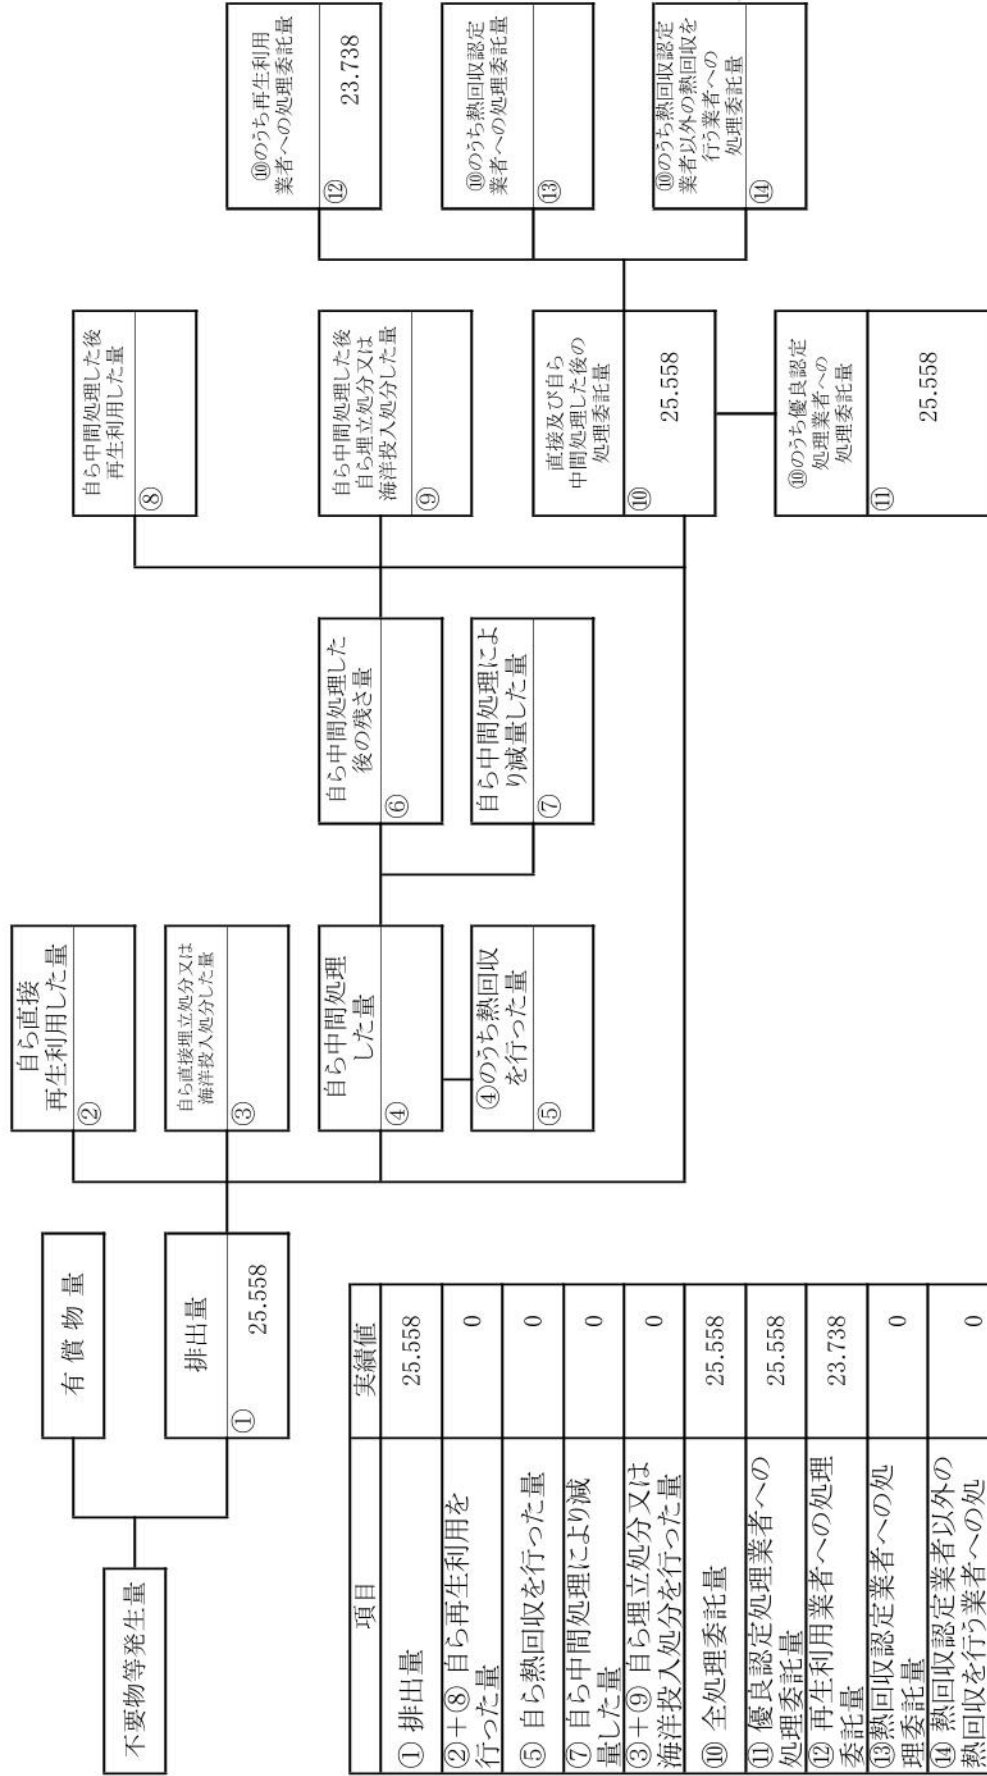 不要物等発生量
有償物量
排出量
①
25.558
自ら直接
再生利用した量
②
自ら直接埋立処分又は
海洋投入処分した量
③
自ら中間処理
した量
④
④のうち熱回収
を行った量
⑤
自ら中間処理した
後の残さ量
⑥
自ら中間処理によ
り減量した量
⑦
自ら中間処理した後
再生利用した量
⑧
自ら中間処理した後
自ら埋立処分又は
海洋投入処分した量
⑨
直接及び自ら
中間処理した後の
処理委託量
⑩
25.558
⑩のうち優良認定
処理業者への
処理委託量
⑪
25.558
⑩のうち再生利用
業者への処理委託量
⑫
23.738
⑩のうち熱回収認定
業者への処理委託量
⑬
⑩のうち熱回収認定
業者以外の熱回収を
行う業者への
処理委託量
⑭
項目 実績値
①排出量 25.558
②+⑧自ら再生利用を
行った量 0
⑤自ら熱回収を行った量 0
⑦自ら中間処理により減
量した量 0
③+⑨自ら埋立処分又は
海洋投入処分を行った量 0
⑩全処理委託量 25.558
⑪優良認定処理業者への
処理委託量 25.558
⑫再生利用業者への処理
委託量 23.738
⑬熱回収認定業者への処
理委託量 0
⑭熱回収認定業者以外の
熱回収を行う業者への処 0